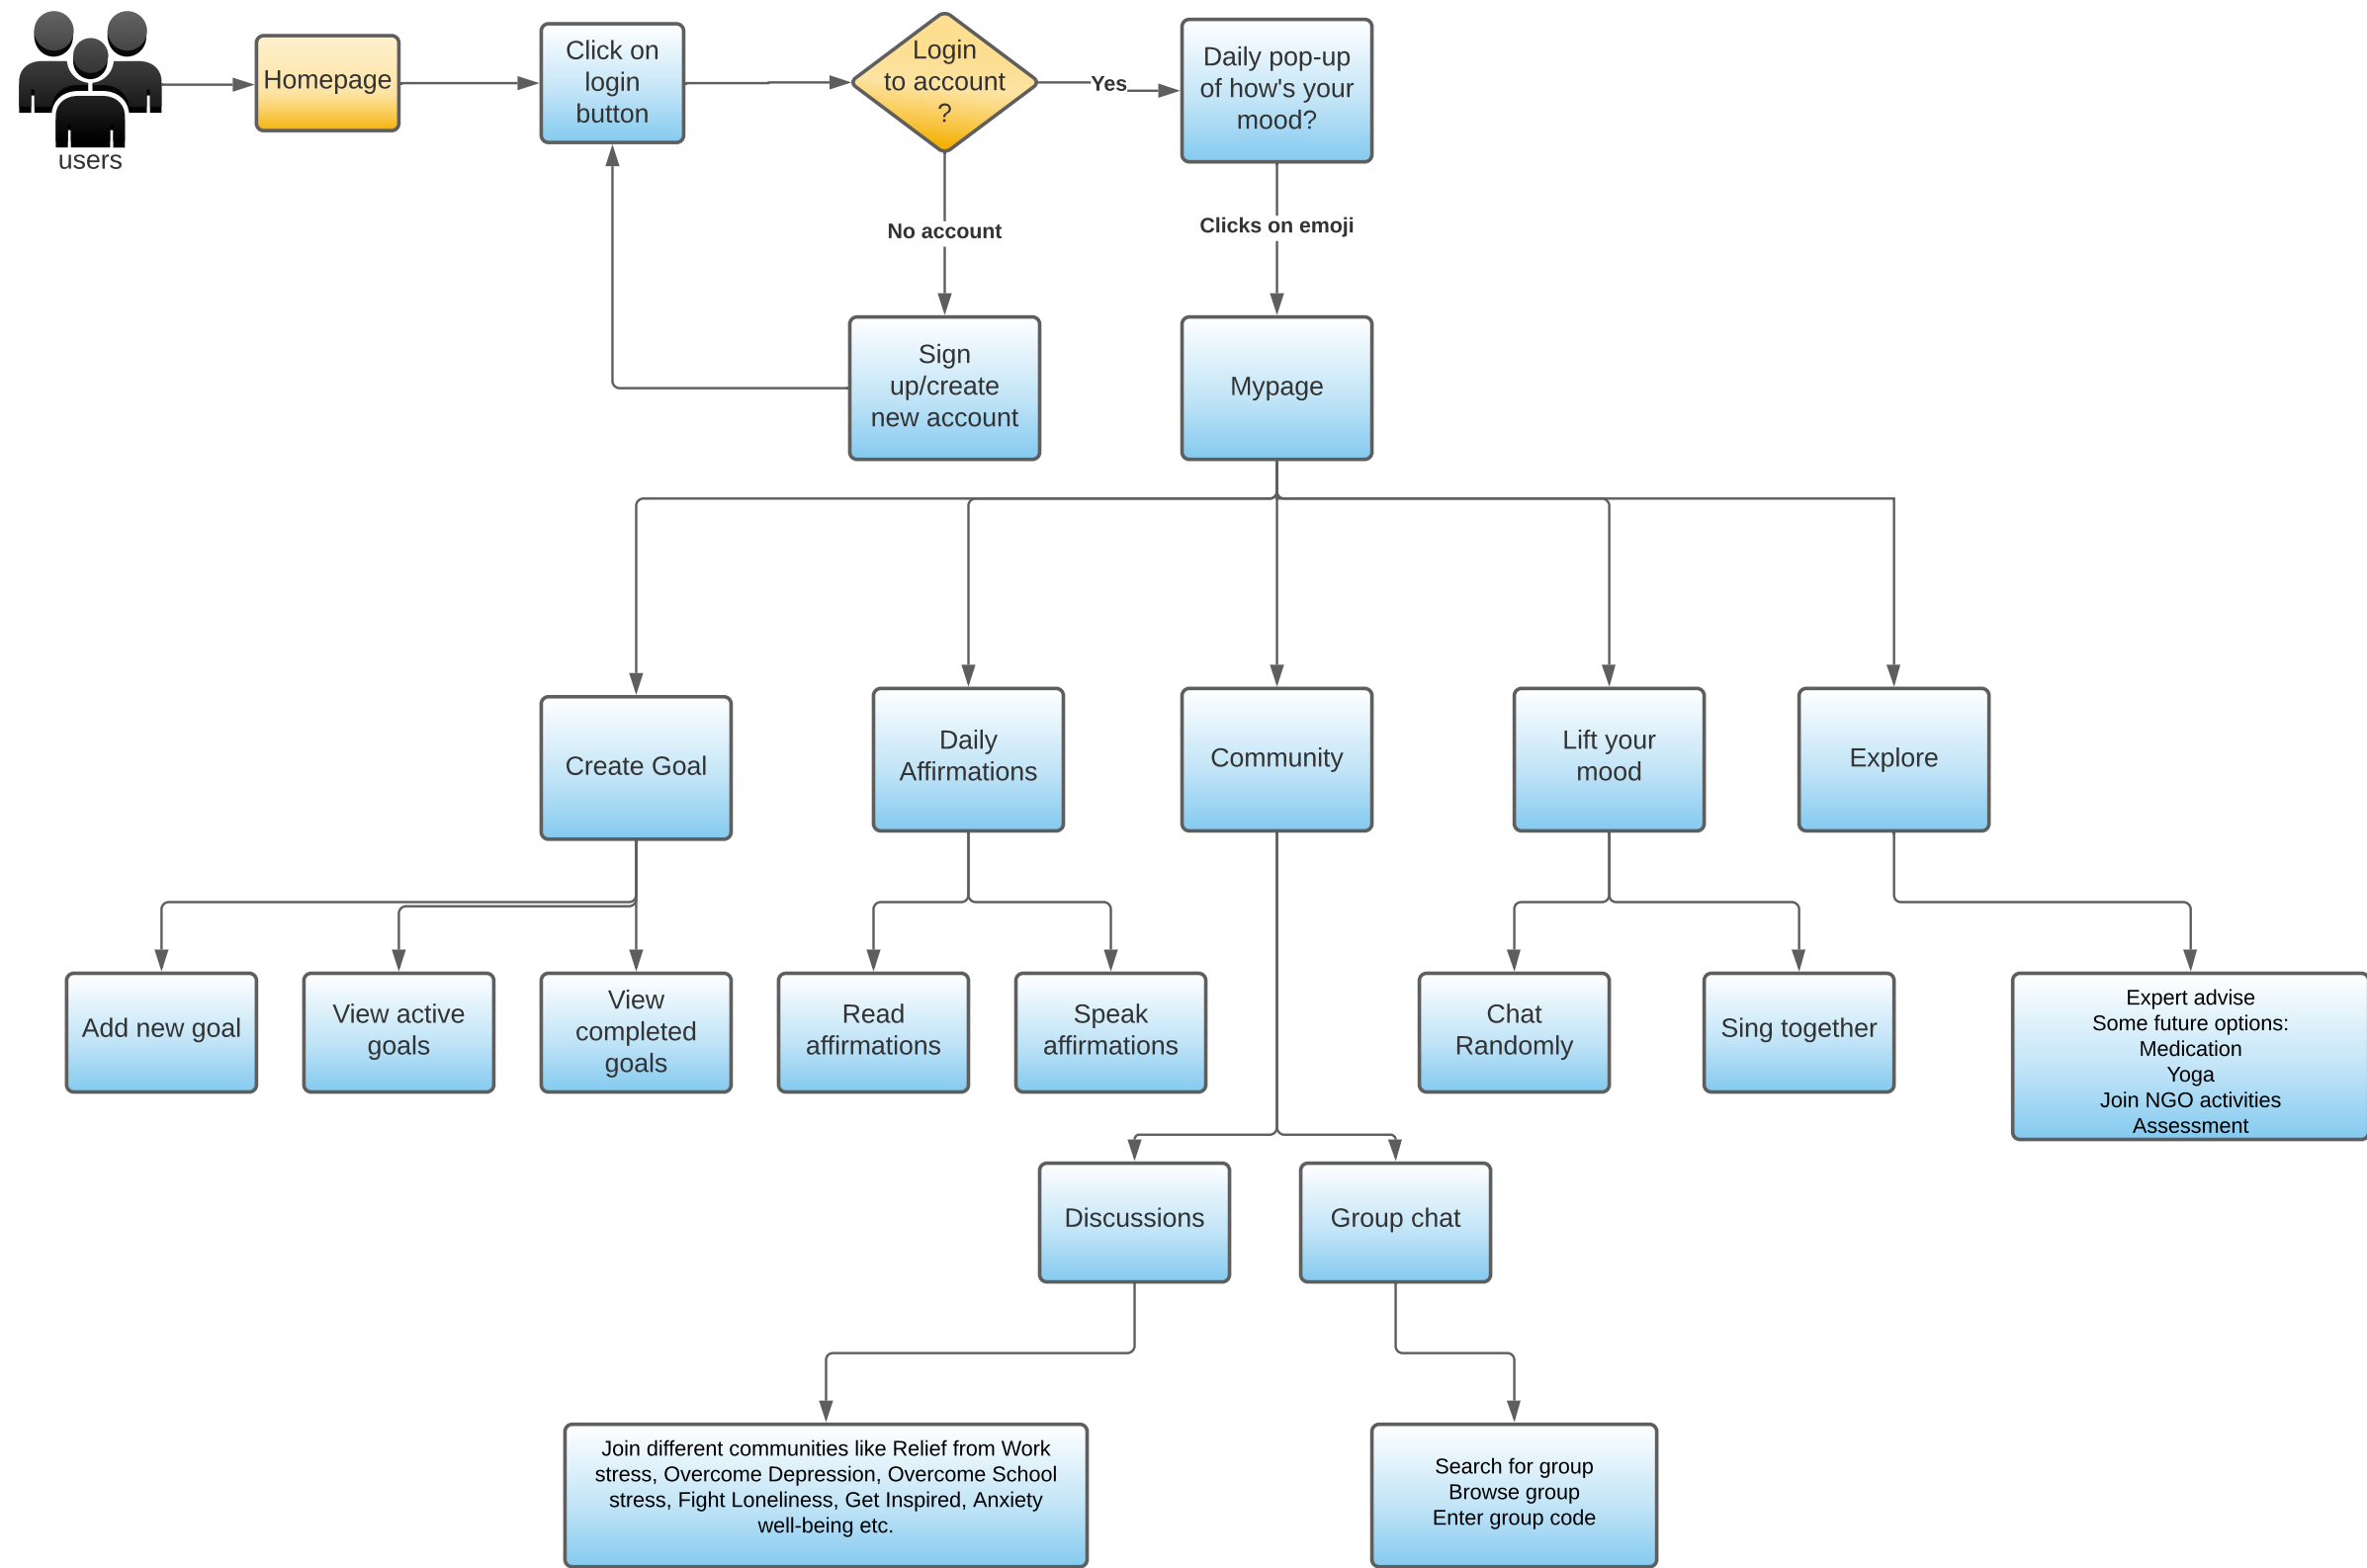 users
Homepage
Click on
login
button
Login
to account
?
Yes
Daily pop-up
of how's your
mood?
No account
Clicks on emoji
Sign
up/create
new account
Mypage
Create Goal
Daily
Affirmations
Community
Lift your
mood
Explore
Add new goal
View active
goals
View
completed
goals
Read
affirmations
Speak
affirmations
Chat
Randomly
Sing together
Expert advise
Some future options:
Medication
Yoga
Join NGO activities
Assessment
Discussions
Group chat
Join different communities like Relief from Work
stress, Overcome Depression, Overcome School
stress, Fight Loneliness, Get Inspired, Anxiety
well-being etc.
Search for group
Browse group
Enter group code